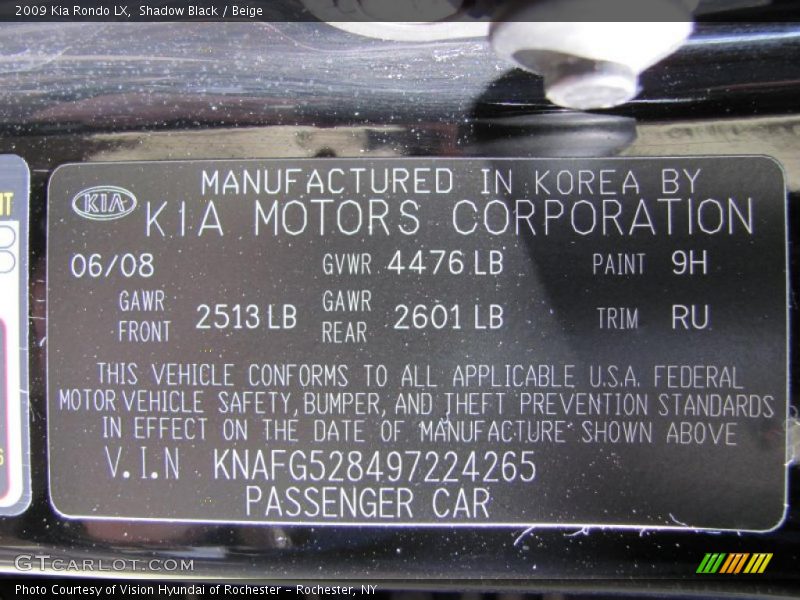 2009 Kia Rondo LX, Shadow Black / Beige
MANUFACTURED IN KOREA BY
KIA
KIA MOTORS CORPORATION
06/08 GVWR 4476 LB PAINT 9H
GAWR FRONT 2513 LB GAWR REAR 2601 LB TRIM RU
THIS VEHICLE CONFORMS TO ALL APPLICABLE U.S.A. FEDERAL
MOTOR VEHICLE SAFETY, BUMPER, AND THEFT PREVENTION STANDARDS
IN EFFECT ON THE DATE OF MANUFACTURE SHOWN ABOVE
V.I.N KNAFG528497224265
PASSENGER CAR
GTCarLot.com
Photo Courtesy of Vision Hyundai of Rochester - Rochester, NY